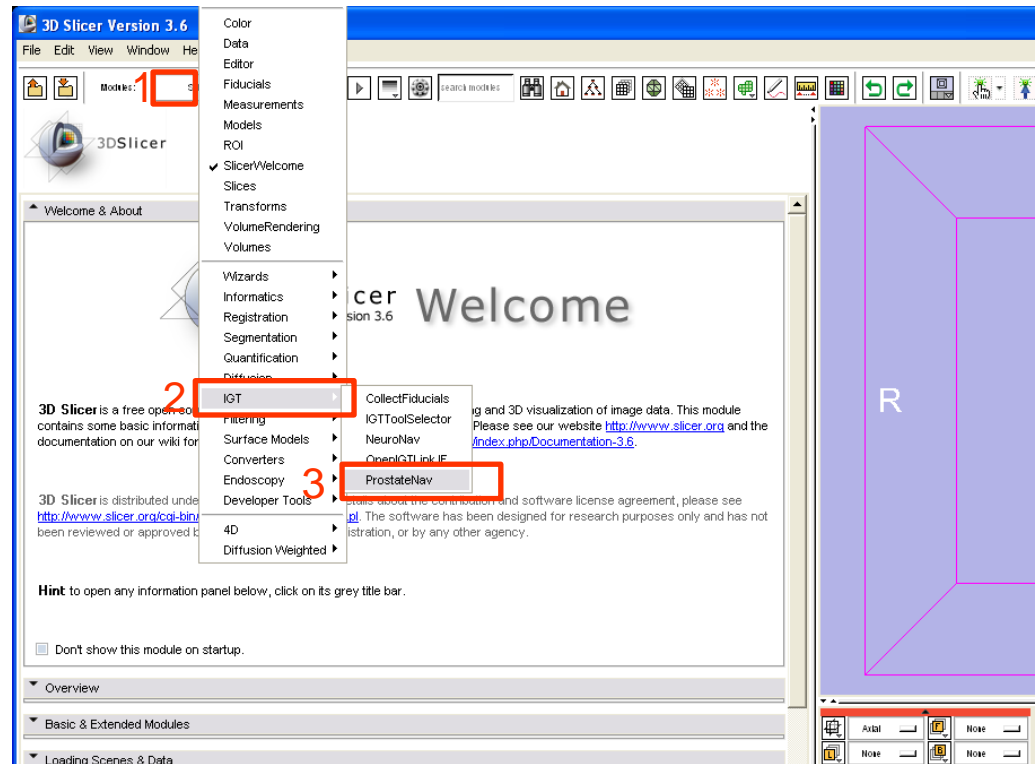 3D Slicer Version 3.6
File Edit View Window He
Modules:
1
S
search modules
3DSlicer
Color
Data
Editor
Fiducials
Measurements
Models
ROI
SlicerWelcome
Slices
Transforms
VolumeRendering
Volumes
Wizards
Informatics
Registration
Segmentation
Quantification
Diffusion
IGT
Filtering
Surface Models
Converters
Endoscopy
Developer Tools
4D
Diffusion Weighted
2
3
CollectFiducials
IGTToolSelector
NeuroNav
OpenIGTLink IF
ProstateNav
Welcome & About
icer Welcome
sion 3.6
3D Slicer is a free open so
ng and 3D visualization of image data. This module
contains some basic informati
Please see our website http://www.slicer.org and the
documentation on our wiki for
/index.php/Documentation-3.6.
3D Slicer is distributed unde
etails about the contribution and software license agreement, please see
http://www.slicer.org/cgi-bin/
.pl. The software has been designed for research purposes only and has not
been reviewed or approved b
istration, or by any other agency.
Hint to open any information panel below, click on its grey title bar.
Don't show this module on startup.
Overview
Basic & Extended Modules
Loading Scenes & Data
R
Axial
F
None
L
None
B
None